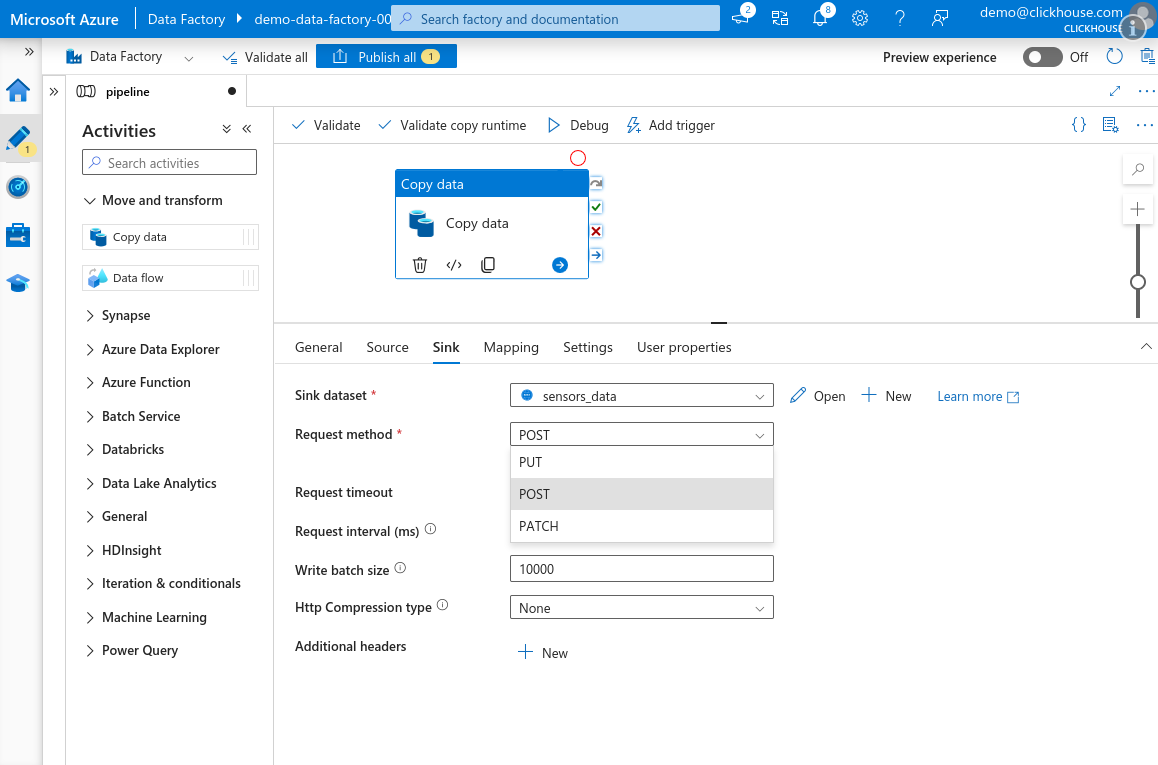 Microsoft Azure
Data Factory
demo-data-factory-00
Search factory and documentation
2
8
demo@clickhouse.com
CLICKHOUSE
Data Factory
Validate all
Publish all
1
Preview experience
Off
pipeline
1
Activities
Search activities
Move and transform
Copy data
Data flow
Synapse
Azure Data Explorer
Azure Function
Batch Service
Databricks
Data Lake Analytics
General
HDInsight
Iteration & conditionals
Machine Learning
Power Query
Validate
Validate copy runtime
Debug
Add trigger
Copy data
Copy data
General
Source
Sink
Mapping
Settings
User properties
Sink dataset *
sensors_data
Open
New
Learn more
Request method *
POST
PUT
POST
PATCH
Request timeout
Request interval (ms)
Write batch size
10000
Http Compression type
None
Additional headers
New